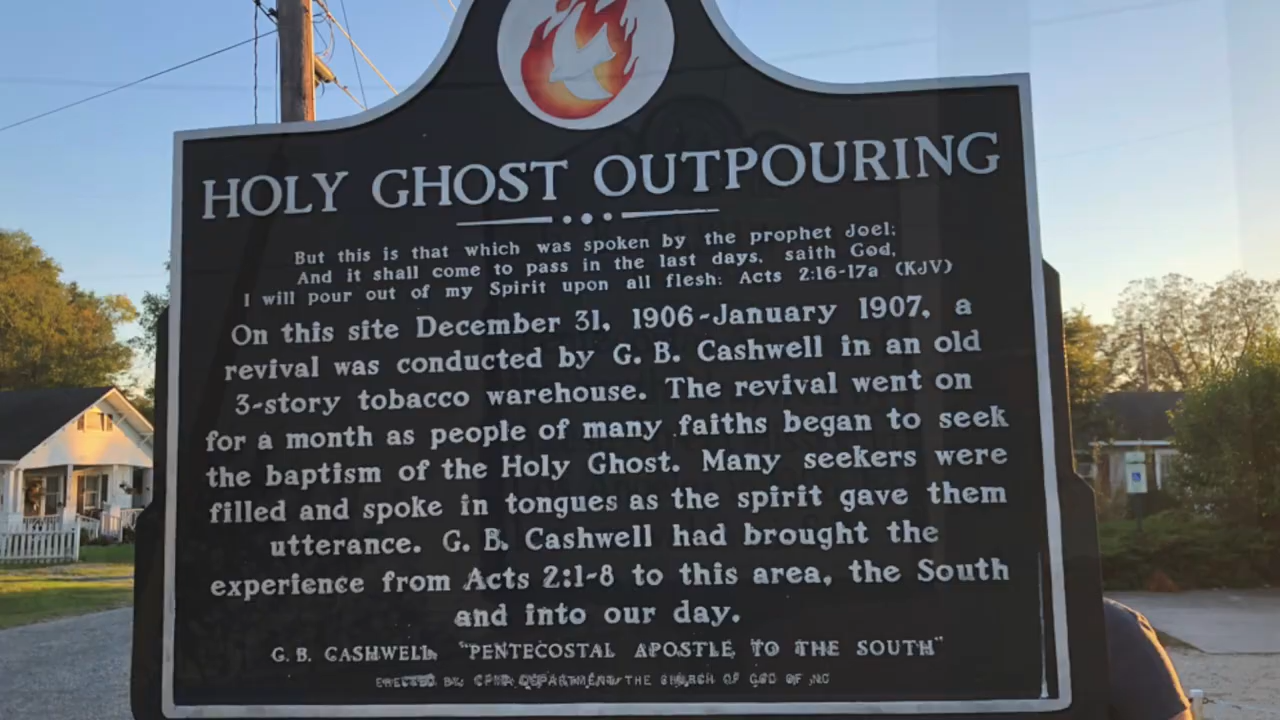 HOLY GHOST OUTPOURING
But this is that which was spoken by the prophet Joel;
And it shall come to pass in the last days, saith God,
I will pour out of my Spirit upon all flesh: Acts 2:16-17a (KJV)
On this site December 31, 1906-January 1907, a
revival was conducted by G. B. Cashwell in an old
3-story tobacco warehouse. The revival went on
for a month as people of many faiths began to seek
the baptism of the Holy Ghost. Many seekers were
filled and spoke in tongues as the spirit gave them
utterance. G. B. Cashwell had brought the
experience from Acts 2:1-8 to this area, the South
and into our day.
G. B. CASHWELL "PENTECOSTAL APOSTLE TO THE SOUTH"
ERECTED BY DEPARTMENT THE CHURCH OF GOD OF NC